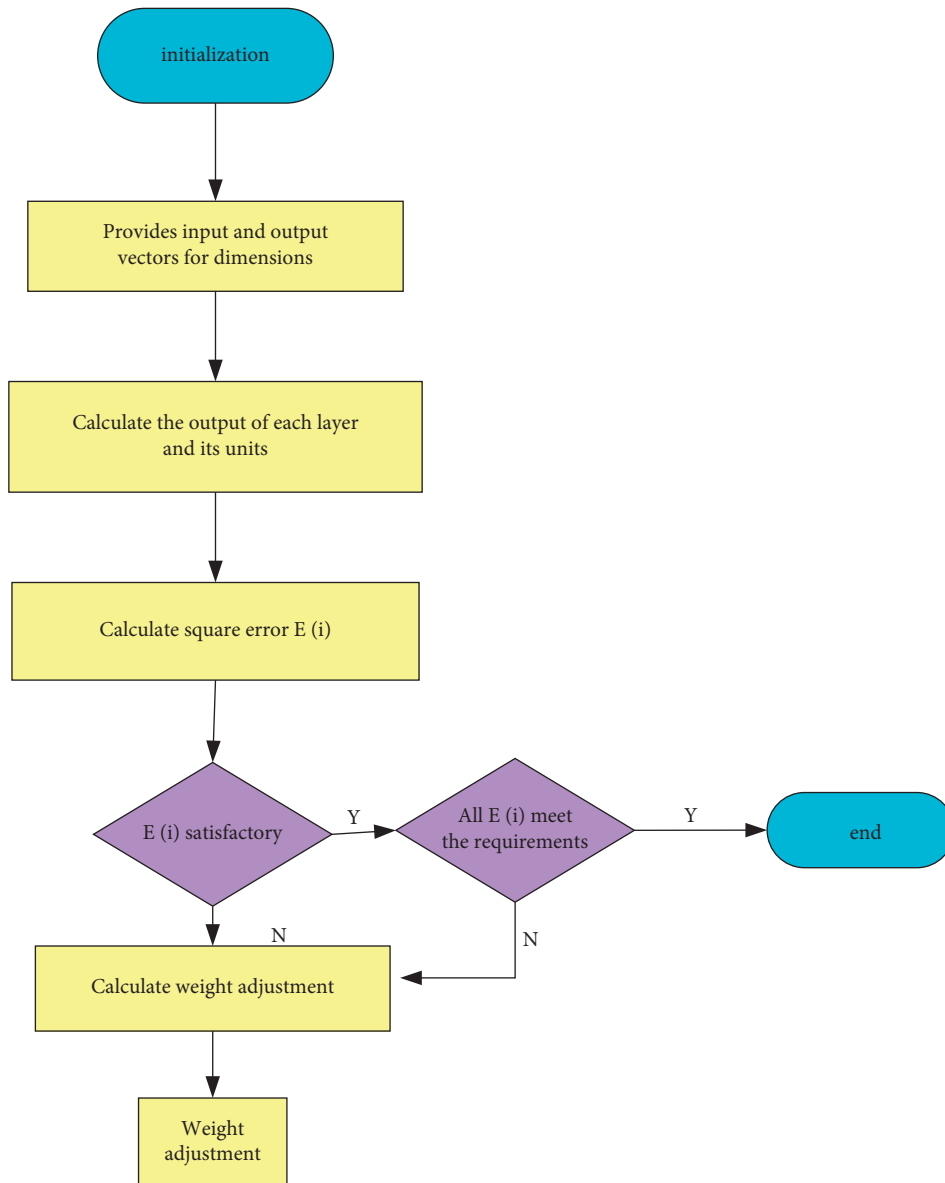 initialization
Provides input and output
vectors for dimensions
Calculate the output of each layer
and its units
Calculate square error E (i)
E (i) satisfactory
Y
All E (i) meet
the requirements
Y
end
N
N
Calculate weight adjustment
Weight
adjustment